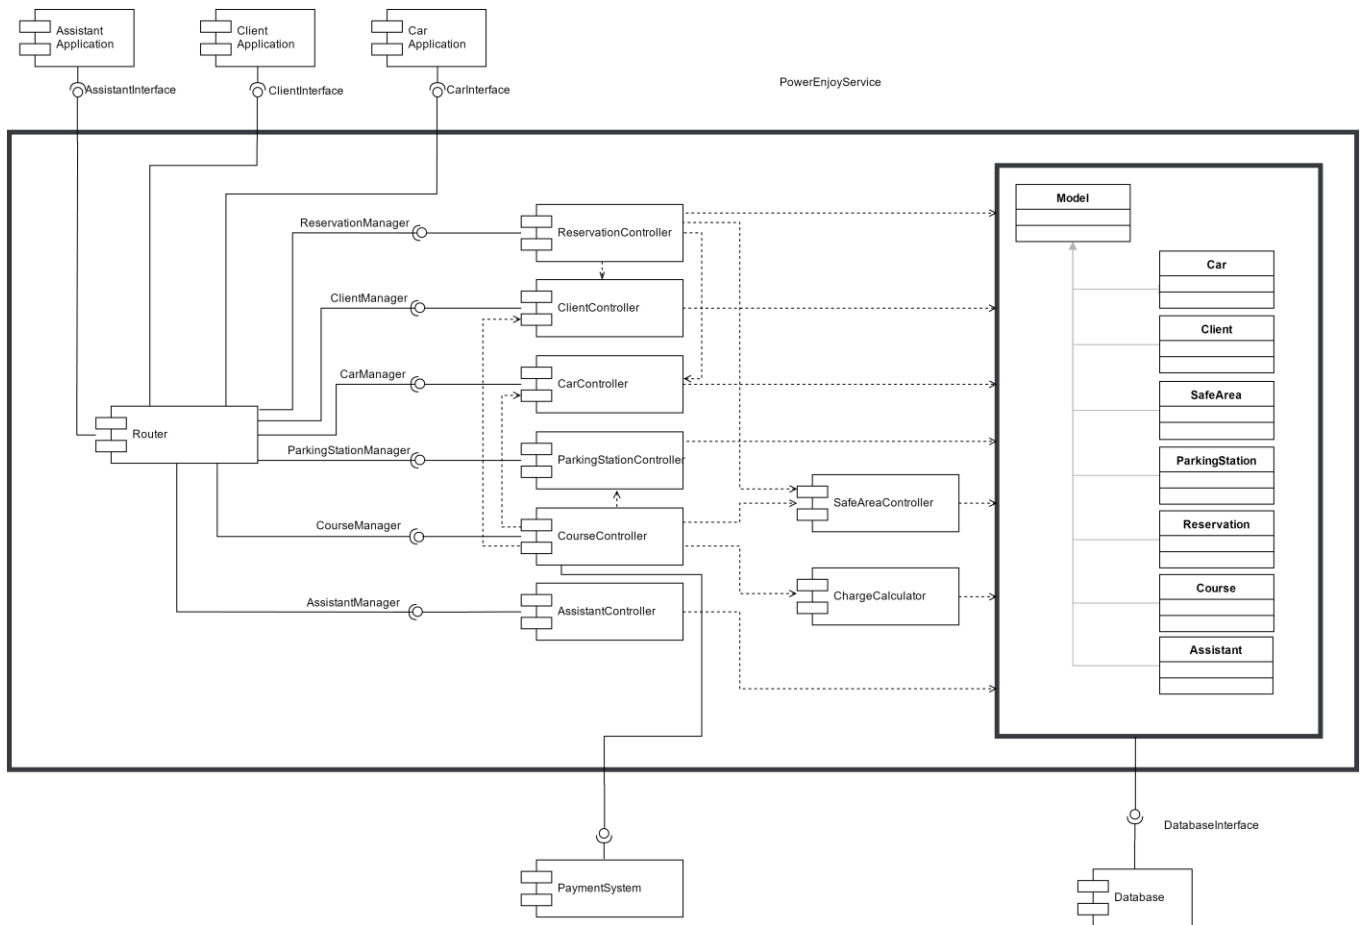 Assistant
Application
Client
Application
Car
Application
AssistantInterface
ClientInterface
CarInterface
PowerEnjoyService
ReservationManager
ReservationController
ClientManager
ClientController
CarManager
CarController
Router
ParkingStationManager
ParkingStationController
CourseManager
CourseController
AssistantManager
AssistantController
SafeAreaController
ChargeCalculator
Model
Car
Client
SafeArea
ParkingStation
Reservation
Course
Assistant
DatabaseInterface
PaymentSystem
Database